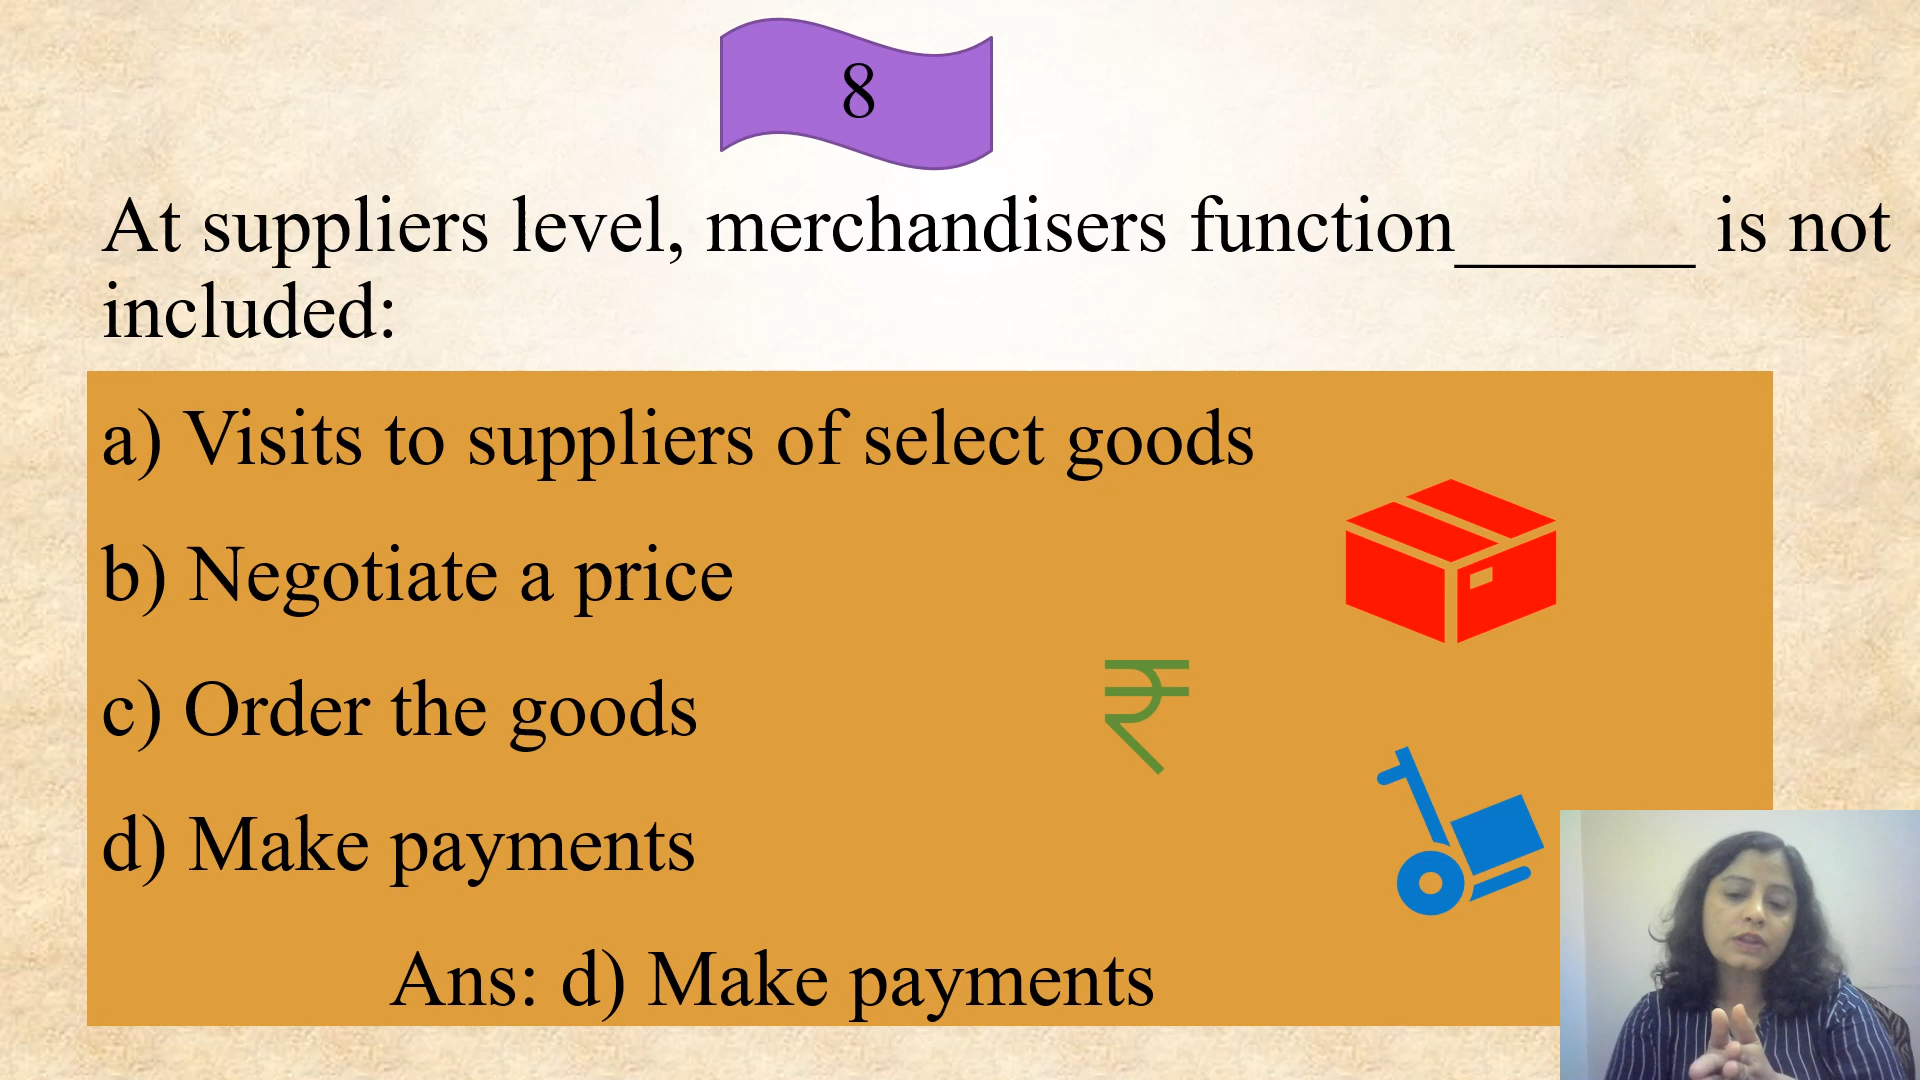 8
At suppliers level, merchandisers function______ is not
included:
a) Visits to suppliers of select goods
b) Negotiate a price
c) Order the goods
₹
d) Make payments
Ans: d) Make payments